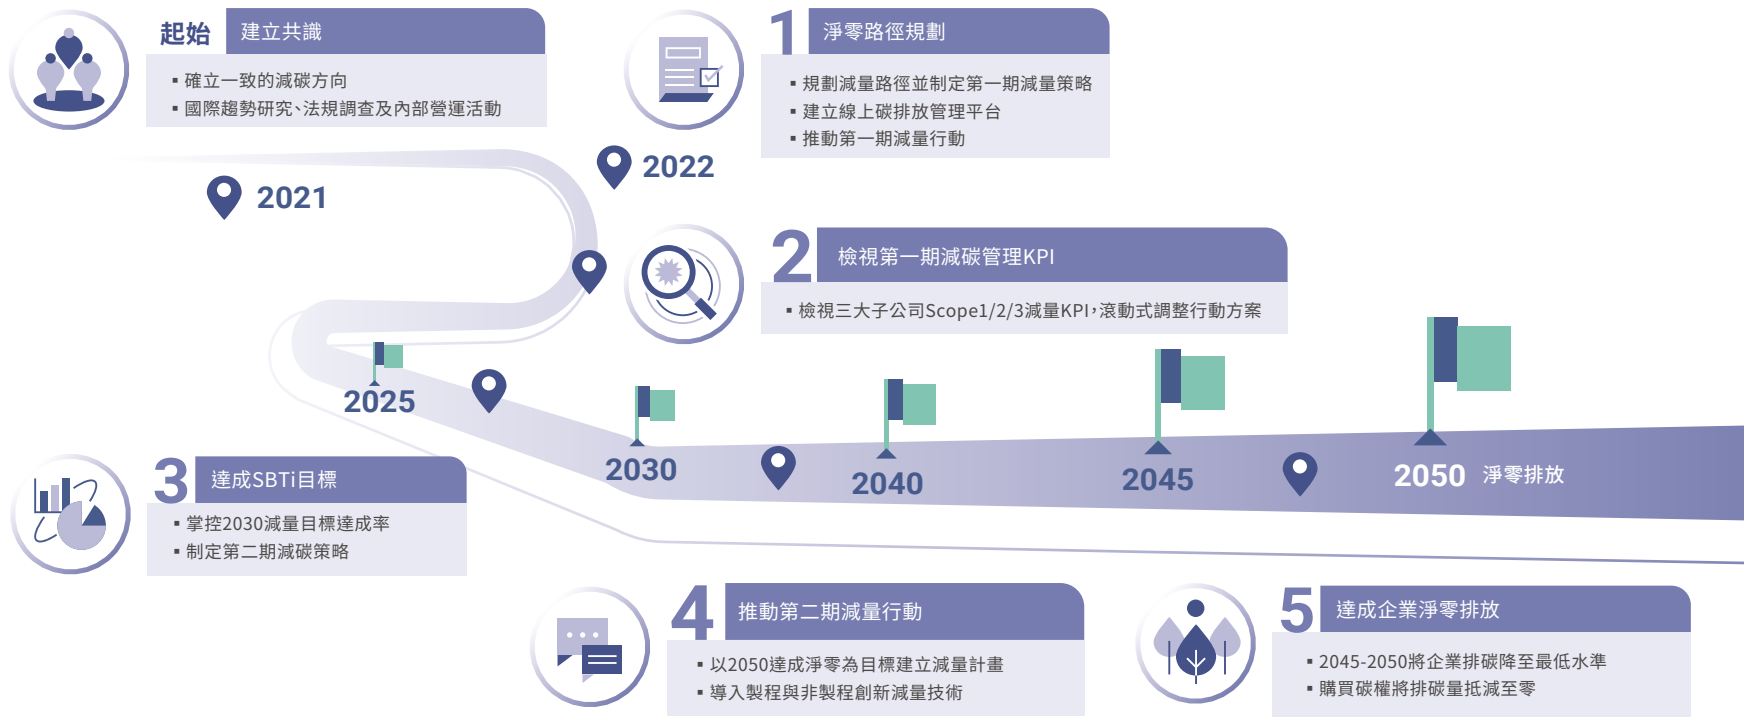 起始 建立共識
▪ 確立一致的減碳方向
▪ 國際趨勢研究、法規調查及內部營運活動
1 淨零路徑規劃
▪ 規劃減量路徑並制定第一期減量策略
▪ 建立線上碳排放管理平台
▪ 推動第一期減量行動
2021
2022
2 檢視第一期減碳管理KPI
▪ 檢視三大子公司Scope1/2/3減量KPI，滾動式調整行動方案
2025
2030
2040
2045
2050 淨零排放
3 達成SBTi目標
▪ 掌控2030減量目標達成率
▪ 制定第二期減碳策略
4 推動第二期減量行動
▪ 以2050達成淨零為目標建立減量計畫
▪ 導入製程與非製程創新減量技術
5 達成企業淨零排放
▪ 2045-2050將企業排碳降至最低水準
▪ 購買碳權將排碳量抵減至零